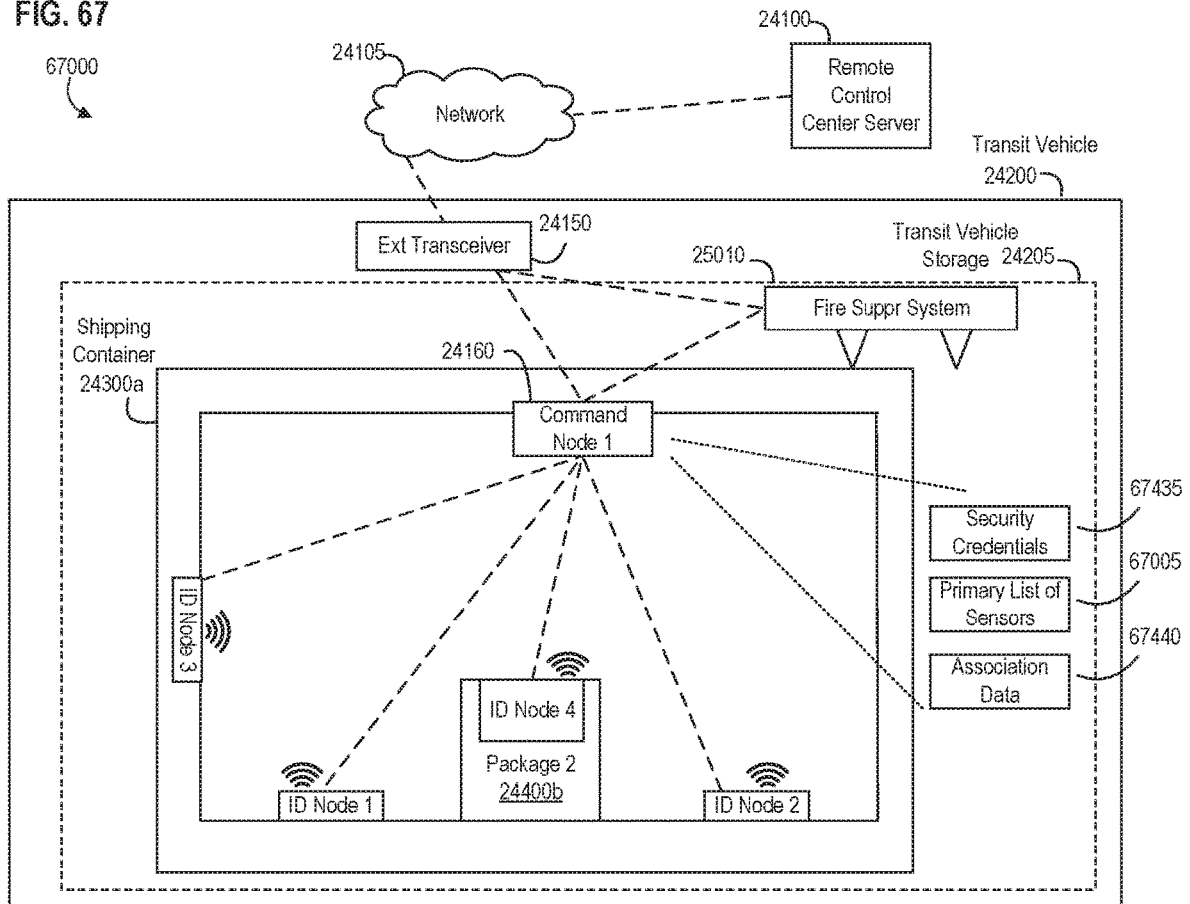 FIG. 67
67000
24105
Network
24100
Remote
Control
Center Server
Transit Vehicle
24200
Ext Transceiver
24150
Transit Vehicle
Storage 24205
25010
Fire Suppr System
Shipping
Container
24300a
24160
Command
Node 1
67435
Security
Credentials
67005
Primary List of
Sensors
67440
Association
Data
ID Node 3
ID Node 4
Package 2
24400b
ID Node 1
ID Node 2